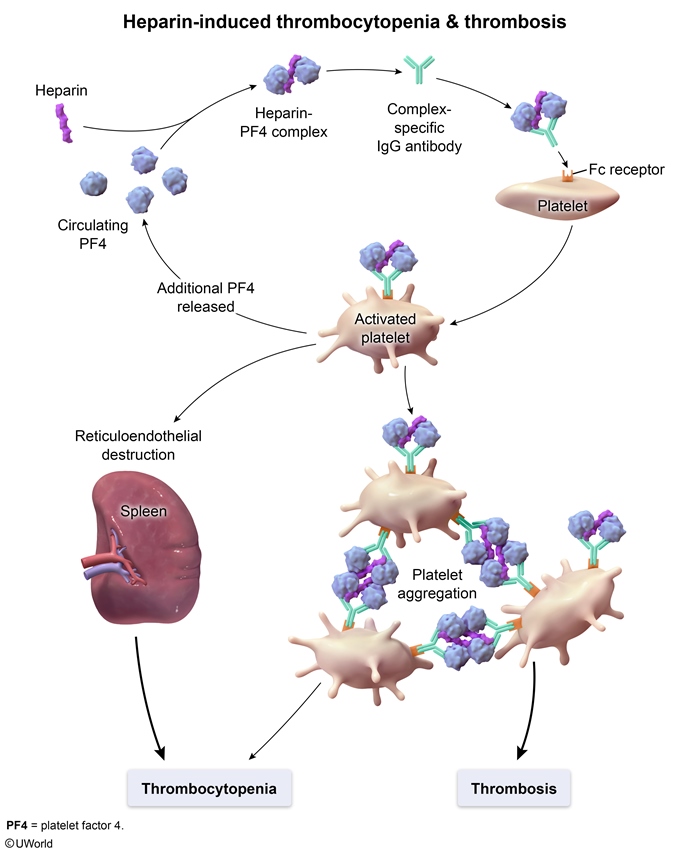 Heparin-induced thrombocytopenia & thrombosis
Heparin
Heparin-
PF4 complex
Complex-
specific
IgG antibody
Fc receptor
Platelet
Circulating
PF4
Additional PF4
released
Activated
platelet
Reticuloendothelial
destruction
Spleen
Platelet
aggregation
Thrombocytopenia
Thrombosis
PF4 = platelet factor 4.
©UWorld